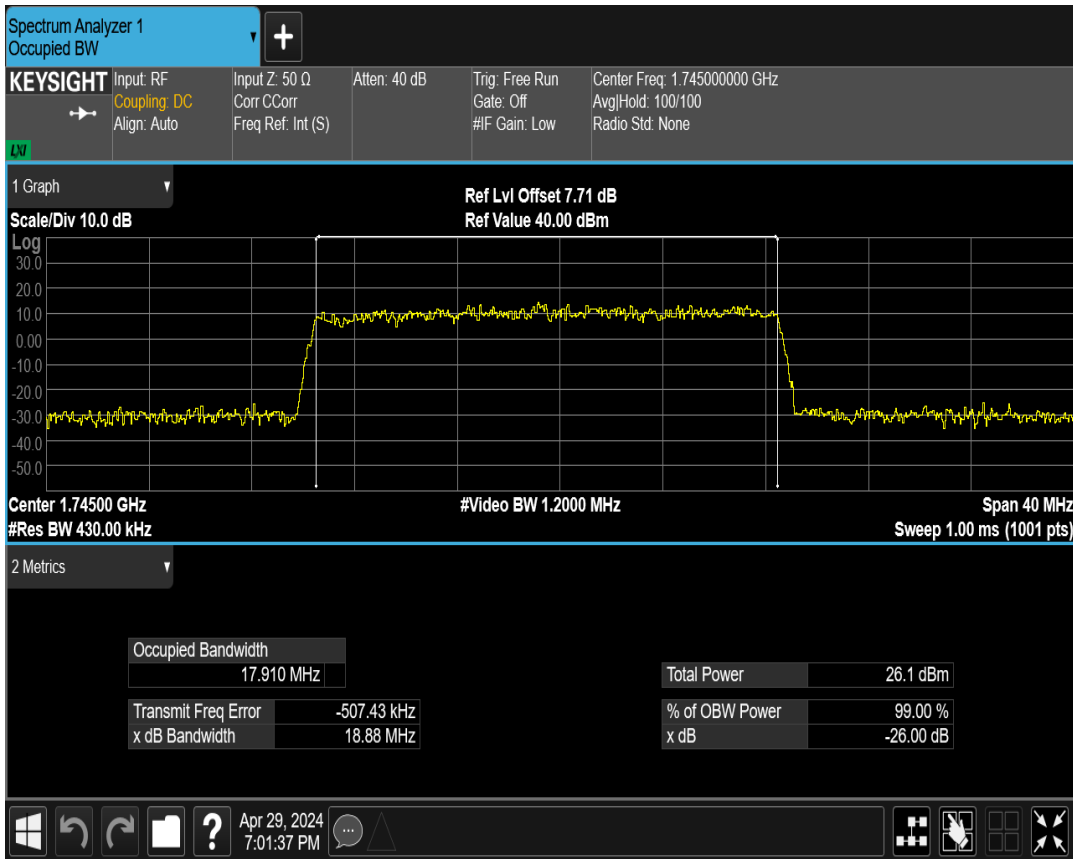 Spectrum Analyzer 1
Occupied BW
+
KEYSIGHT
LXI
Input: RF
Coupling: DC
Align: Auto
Input Z: 50 Ω
Corr CCorr
Freq Ref: Int (S)
Atten: 40 dB
Trig: Free Run
Gate: Off
#IF Gain: Low
Center Freq: 1.745000000 GHz
Avg|Hold: 100/100
Radio Std: None
1 Graph
Scale/Div 10.0 dB
Ref Lvl Offset 7.71 dB
Ref Value 40.00 dBm
Log
30.0
20.0
10.0
0.00
-10.0
-20.0
-30.0
-40.0
-50.0
Center 1.74500 GHz
#Video BW 1.2000 MHz
Span 40 MHz
#Res BW 430.00 kHz
Sweep 1.00 ms (1001 pts)
2 Metrics
Occupied Bandwidth
17.910 MHz
Total Power 26.1 dBm
Transmit Freq Error -507.43 kHz
% of OBW Power 99.00 %
x dB Bandwidth 18.88 MHz
x dB -26.00 dB
?
Apr 29, 2024
7:01:37 PM